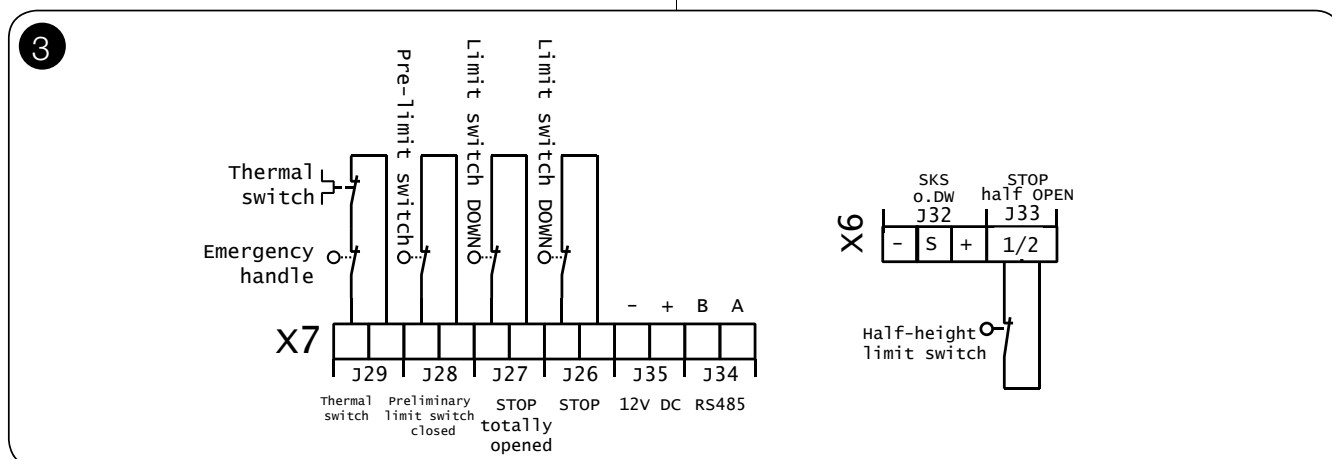 3
Pre-limit switch
Limit switch DOWN
Limit switch DOWN
Thermal
switch
Emergency
handle
- + B A
X7
J29 J28 J27 J26 J35 J34
Thermal
switch
Preliminary
limit switch
closed
STOP
totally
opened
STOP
12V DC
RS485
SKS
o.DW
J32
STOP
half OPEN
J33
X6
- S + 1/2
Half-height
limit switch